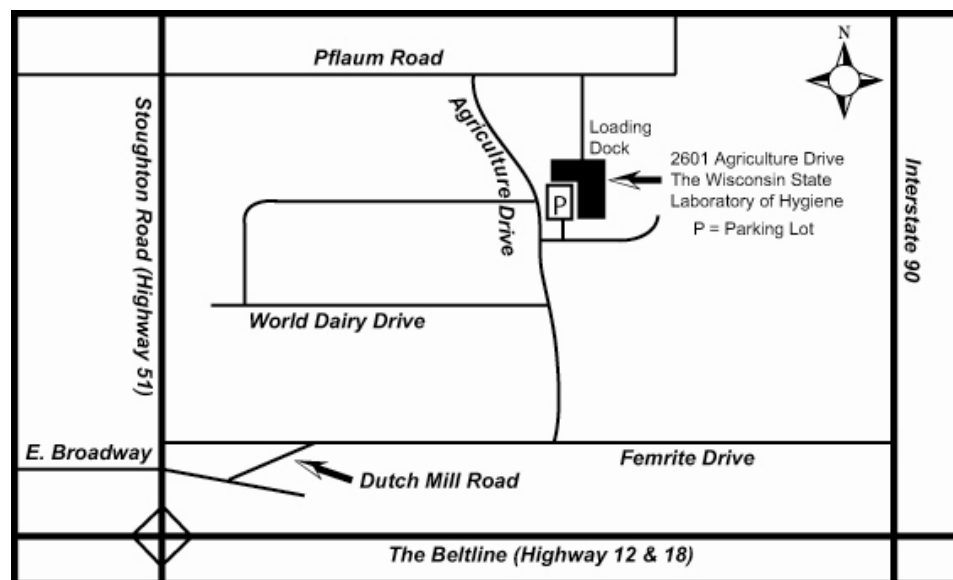 N
Pflaum Road
Stoughton Road (Highway 51)
Agriculture Drive
Loading
Dock
2601 Agriculture Drive
The Wisconsin State
Laboratory of Hygiene
P = Parking Lot
P
Interstate 90
World Dairy Drive
E. Broadway
Femrite Drive
Dutch Mill Road
The Beltline (Highway 12 & 18)